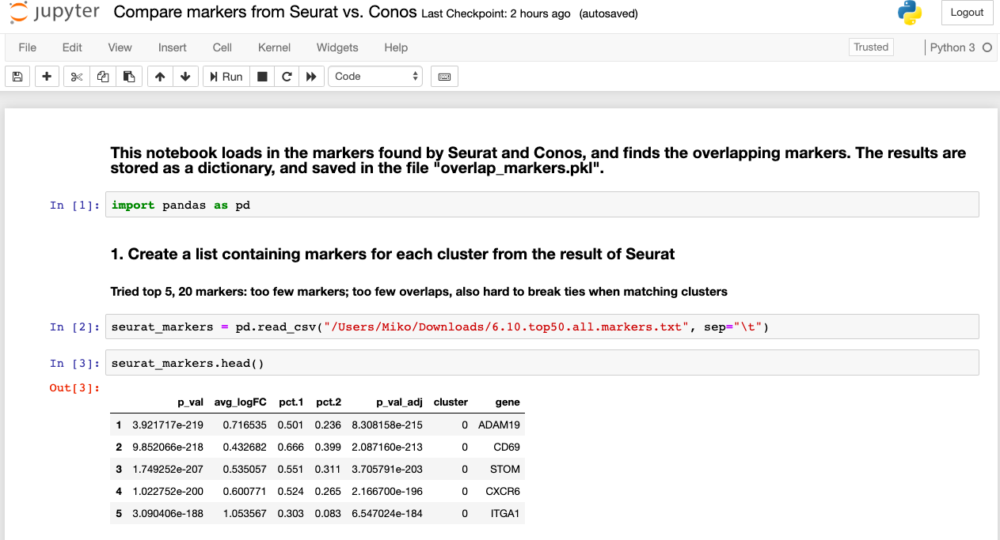 jupyter Compare markers from Seurat vs. Conos Last Checkpoint: 2 hours ago (autosaved) Logout
File Edit View Insert Cell Kernel Widgets Help Trusted Python 3
Run Code
This notebook loads in the markers found by Seurat and Conos, and finds the overlapping markers. The results are
stored as a dictionary, and saved in the file "overlap_markers.pkl".
In [1]: import pandas as pd
1. Create a list containing markers for each cluster from the result of Seurat
Tried top 5, 20 markers: too few markers; too few overlaps, also hard to break ties when matching clusters
In [2]: seurat_markers = pd.read_csv("/Users/Miko/Downloads/6.10.top50.all.markers.txt", sep="\t")
In [3]: seurat_markers.head()
Out[3]:
p_val avg_logFC pct.1 pct.2 p_val_adj cluster gene
1 3.921717e-219 0.716535 0.501 0.236 8.308158e-215 0 ADAM19
2 9.852066e-218 0.432682 0.666 0.399 2.087160e-213 0 CD69
3 1.749252e-207 0.535057 0.551 0.311 3.705791e-203 0 STOM
4 1.022752e-200 0.600771 0.524 0.265 2.166700e-196 0 CXCR6
5 3.090406e-188 1.053567 0.303 0.083 6.547024e-184 0 ITGA1